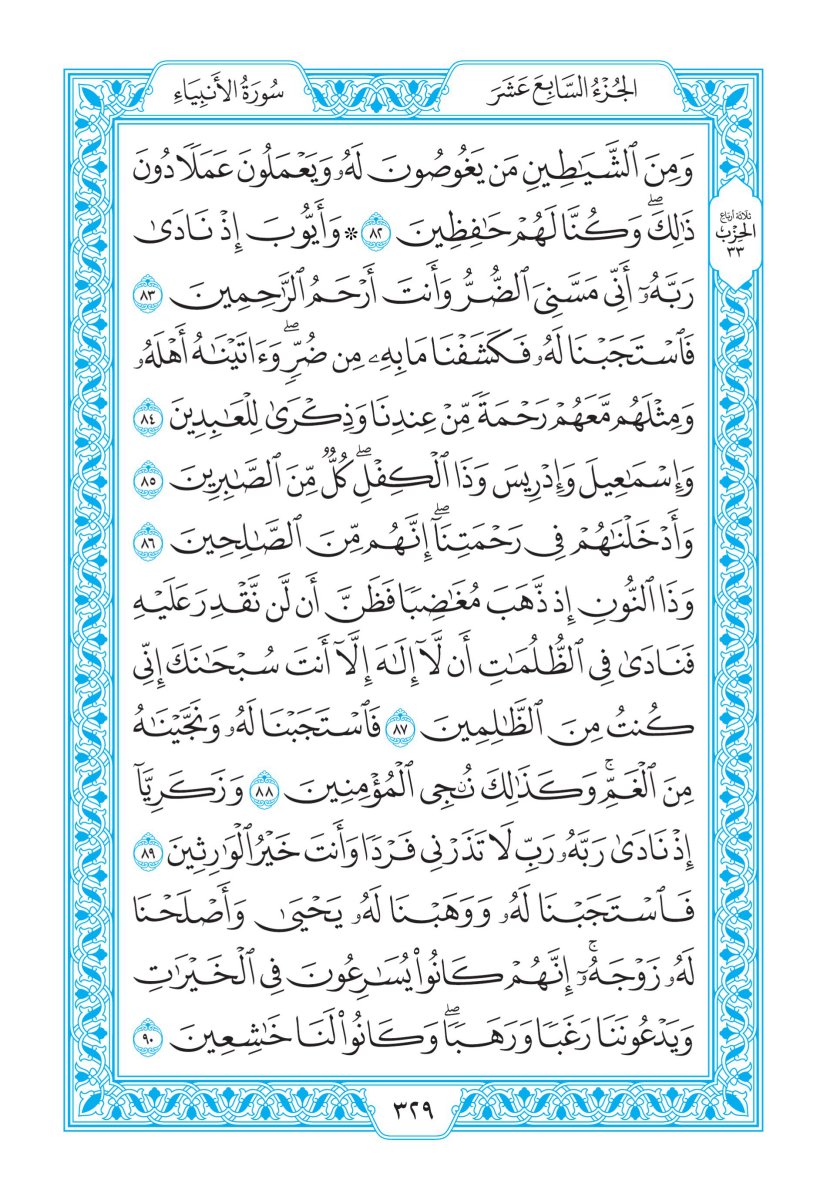 الجُزْءُ السَّابِعَ عَشَرَ
سُورَةُ الأَنبِيَاءِ
وَمِنَ ٱلشَّيَٰطِينِ مَن يَغُوصُونَ لَهُۥ وَيَعْمَلُونَ عَمَلًا دُونَ
ذَٰلِكَۖ وَكُنَّا لَهُمْ حَٰفِظِينَ ٨٢ ۞ وَأَيُّوبَ إِذْ نَادَىٰ
رَبَّهُۥٓ أَنِّي مَسَّنِيَ ٱلضُّرُّ وَأَنتَ أَرْحَمُ ٱلرَّٰحِمِينَ ٨٣
فَٱسْتَجَبْنَا لَهُۥ فَكَشَفْنَا مَا بِهِۦ مِن ضُرٍّۖ وَءَاتَيْنَٰهُ أَهْلَهُۥ
وَمِثْلَهُم مَّعَهُمْ رَحْمَةً مِّنْ عِندِنَا وَذِكْرَىٰ لِلْعَٰبِدِينَ ٨٤
وَإِسْمَٰعِيلَ وَإِدْرِيسَ وَذَا ٱلْكِفْلِۖ كُلٌّ مِّنَ ٱلصَّٰبِرِينَ ٨٥
وَأَدْخَلْنَٰهُمْ فِي رَحْمَتِنَآۖ إِنَّهُم مِّنَ ٱلصَّٰلِحِينَ ٨٦
وَذَا ٱلنُّونِ إِذ ذَّهَبَ مُغَٰضِبًا فَظَنَّ أَن لَّن نَّقْدِرَ عَلَيْهِ
فَنَادَىٰ فِي ٱلظُّلُمَٰتِ أَن لَّآ إِلَٰهَ إِلَّآ أَنتَ سُبْحَٰنَكَ إِنِّي
كُنتُ مِنَ ٱلظَّٰلِمِينَ ٨٧ فَٱسْتَجَبْنَا لَهُۥ وَنَجَّيْنَٰهُ
مِنَ ٱلْغَمِّۚ وَكَذَٰلِكَ نُۨجِي ٱلْمُؤْمِنِينَ ٨٨ وَزَكَرِيَّآ
إِذْ نَادَىٰ رَبَّهُۥ رَبِّ لَا تَذَرْنِي فَرْدًا وَأَنتَ خَيْرُ ٱلْوَٰرِثِينَ ٨٩
فَٱسْتَجَبْنَا لَهُۥ وَوَهَبْنَا لَهُۥ يَحْيَىٰ وَأَصْلَحْنَا
لَهُۥ زَوْجَهُۥٓۚ إِنَّهُمْ كَانُوا۟ يُسَٰرِعُونَ فِي ٱلْخَيْرَٰتِ
وَيَدْعُونَنَا رَغَبًا وَرَهَبًاۖ وَكَانُوا۟ لَنَا خَٰشِعِينَ ٩٠
ثلاثة أرباع
الحِزْب
٣٣
٣٢٩